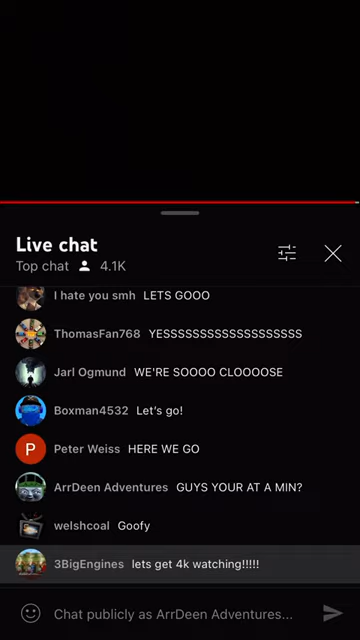 Live chat
Top chat 4.1K
I hate you smh LETS GOOO
ThomasFan768 YESSSSSSSSSSSSSSSSSSS
Jarl Ogmund WE'RE SOOOO CLOOOOSE
Boxman4532 Let's go!
P Peter Weiss HERE WE GO
ArrDeen Adventures GUYS YOUR AT A MIN?
welshcoal Goofy
3BigEngines lets get 4k watching!!!!!
Chat publicly as ArrDeen Adventures...